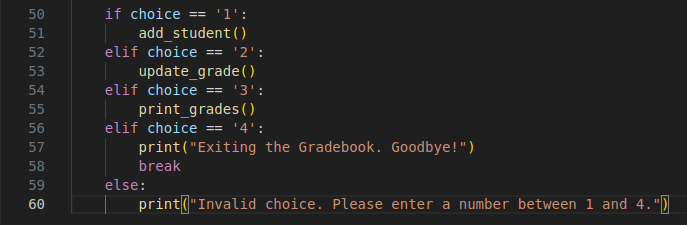 50 if choice == '1':
51 add_student()
52 elif choice == '2':
53 update_grade()
54 elif choice == '3':
55 print_grades()
56 elif choice == '4':
57 print("Exiting the Gradebook. Goodbye!")
58 break
59 else:
60 print("Invalid choice. Please enter a number between 1 and 4.")